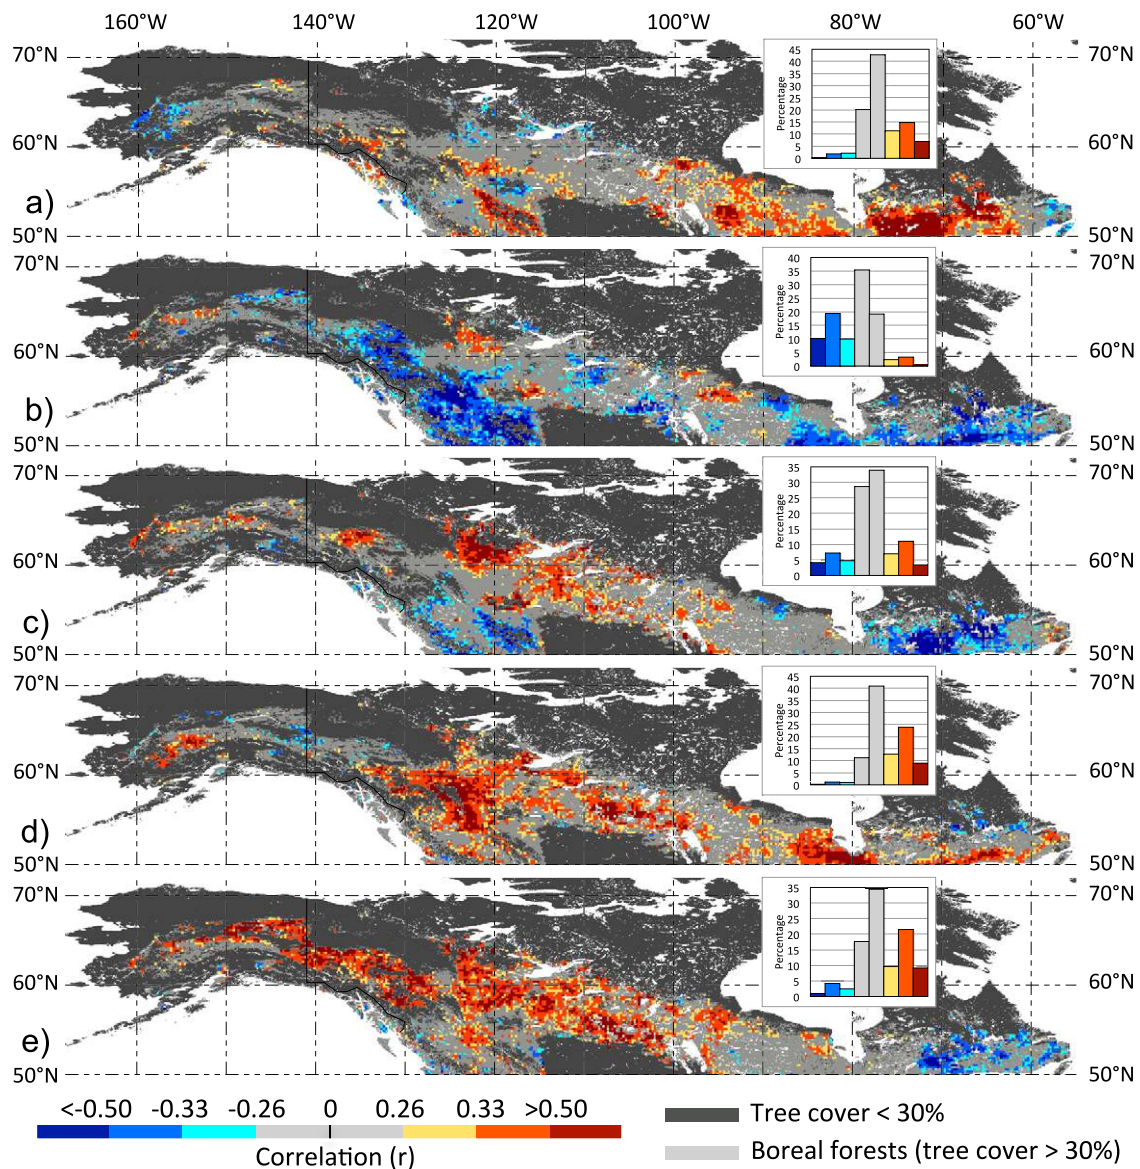 160°W 140°W 120°W 100°W 80°W 60°W
70°N 70°N
60°N 60°N
50°N 50°N
a)
Percentage
45
40
35
30
25
20
15
10
5
0
70°N 70°N
60°N 60°N
50°N 50°N
b)
Percentage
40
35
30
25
20
15
10
5
0
70°N 70°N
60°N 60°N
50°N 50°N
c)
Percentage
35
30
25
20
15
10
5
0
70°N 70°N
60°N 60°N
50°N 50°N
d)
Percentage
45
40
35
30
25
20
15
10
5
0
70°N 70°N
60°N 60°N
50°N 50°N
e)
Percentage
35
30
25
20
15
10
5
0
<-0.50 -0.33 -0.26 0 0.26 0.33 >0.50
Correlation (r)
Tree cover < 30%
Boreal forests (tree cover > 30%)